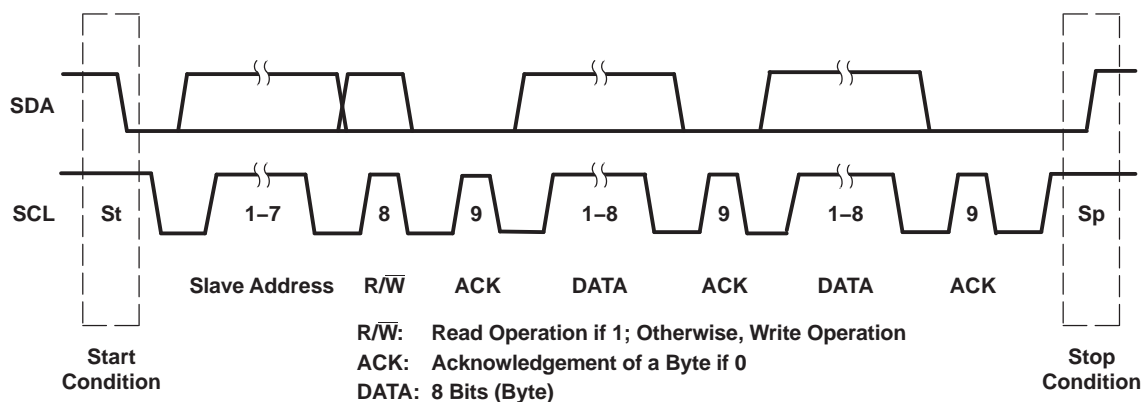 SDA
SCL St 1–7 8 9 1–8 9 1–8 9 Sp
Slave Address R/W̅ ACK DATA ACK DATA ACK
R/W̅: Read Operation if 1; Otherwise, Write Operation
ACK: Acknowledgement of a Byte if 0
DATA: 8 Bits (Byte)
Start
Condition
Stop
Condition